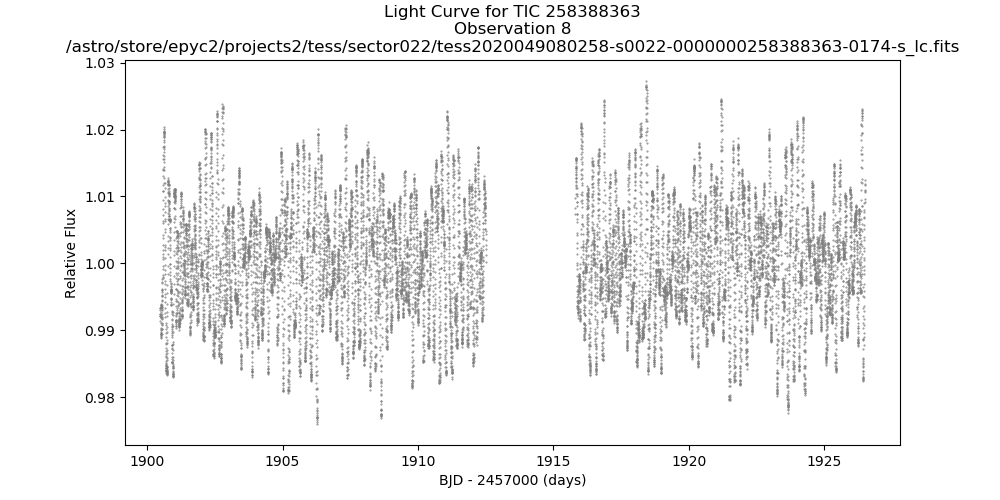 Light Curve for TIC 258388363
Observation 8
/astro/store/epyc2/projects2/tess/sector022/tess2020049080258-s0022-0000000258388363-0174-s_lc.fits
1.03
1.02
1.01
1.00
0.99
0.98
Relative Flux
1900
1905
1910
1915
1920
1925
BJD - 2457000 (days)